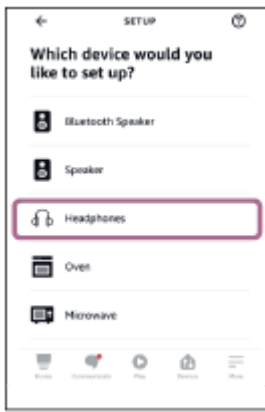 SETUP
Which device would you
like to set up?
Bluetooth Speaker
Speaker
Headphones
Oven
Microwave
Home
Communicate
Play
Devices
More